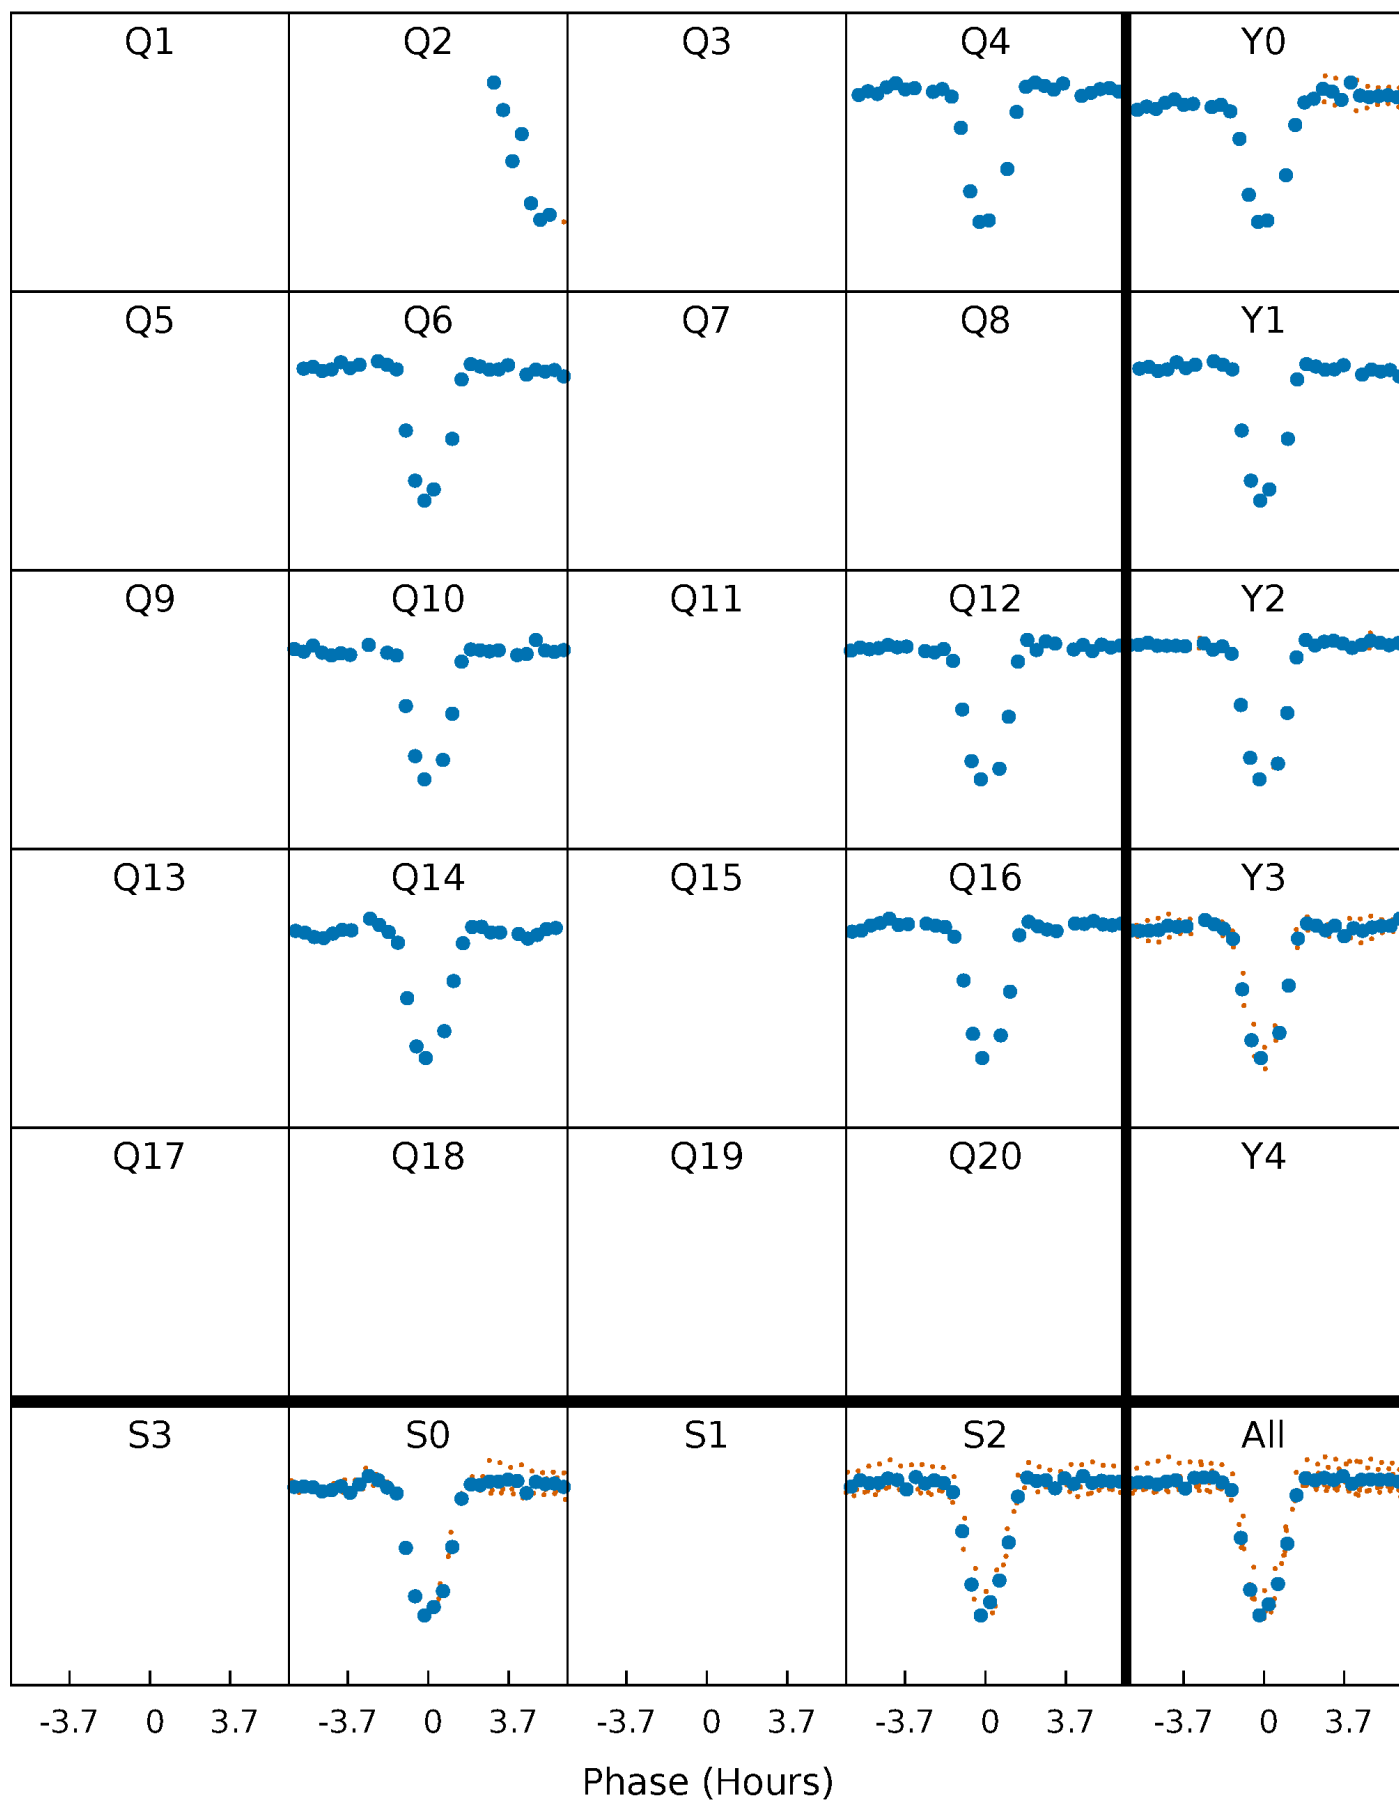 Q1 Q2 Q3 Q4 Y0
Q5 Q6 Q7 Q8 Y1
Q9 Q10 Q11 Q12 Y2
Q13 Q14 Q15 Q16 Y3
Q17 Q18 Q19 Q20 Y4
S3 S0 S1 S2 All
-3.7 0 3.7 -3.7 0 3.7 -3.7 0 3.7 -3.7 0 3.7 -3.7 0 3.7
Phase (Hours)